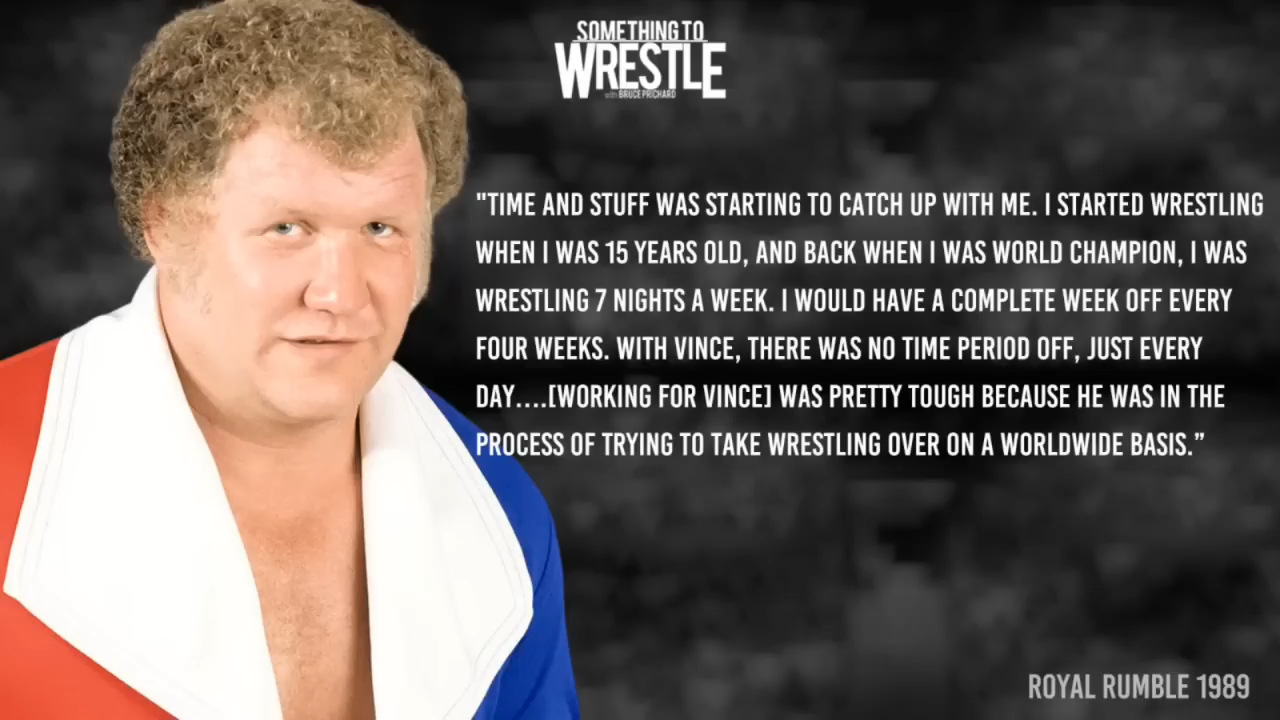 SOMETHING TO
WRESTLE
with BRUCE PRICHARD
"TIME AND STUFF WAS STARTING TO CATCH UP WITH ME. I STARTED WRESTLING
WHEN I WAS 15 YEARS OLD, AND BACK WHEN I WAS WORLD CHAMPION, I WAS
WRESTLING 7 NIGHTS A WEEK. I WOULD HAVE A COMPLETE WEEK OFF EVERY
FOUR WEEKS. WITH VINCE, THERE WAS NO TIME PERIOD OFF, JUST EVERY
DAY....[WORKING FOR VINCE] WAS PRETTY TOUGH BECAUSE HE WAS IN THE
PROCESS OF TRYING TO TAKE WRESTLING OVER ON A WORLDWIDE BASIS.”
ROYAL RUMBLE 1989